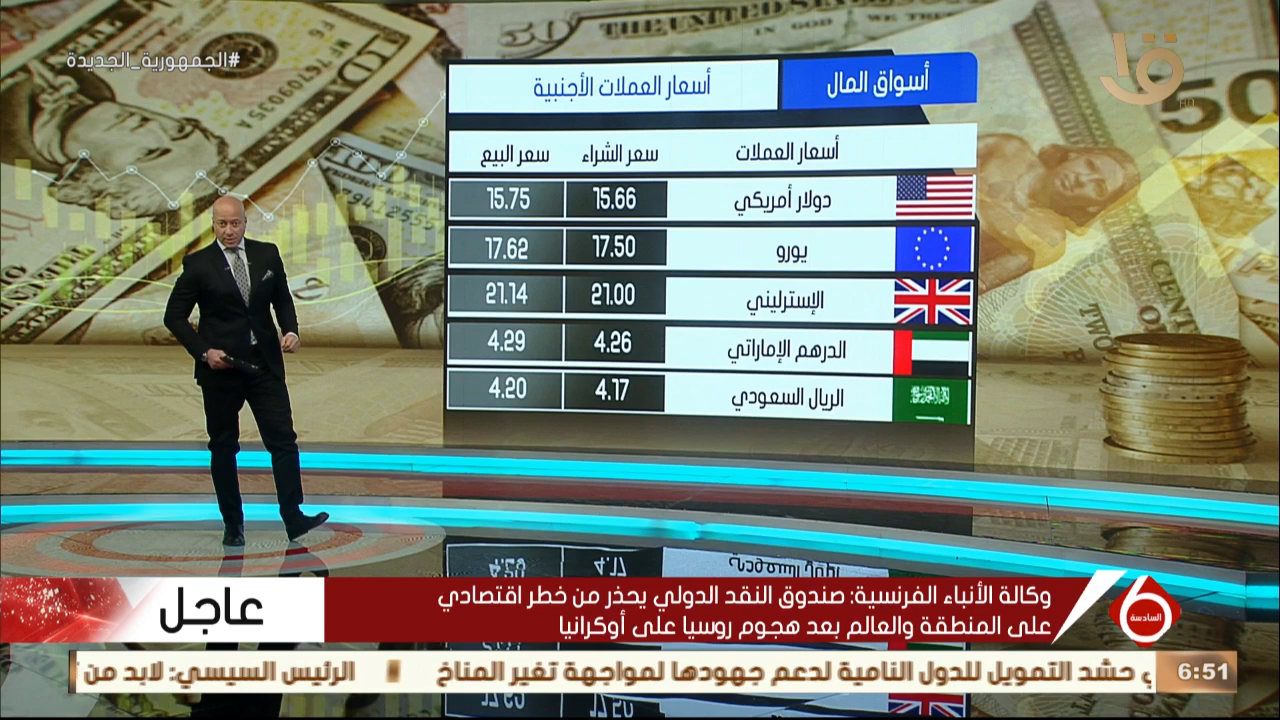 #الجمهورية_الجديدة
أسواق المال
أسعار العملات الأجنبية
أسعار العملات سعر الشراء سعر البيع
دولار أمريكي 15.66 15.75
يورو 17.50 17.62
الإسترليني 21.00 21.14
الدرهم الإماراتي 4.26 4.29
الريال السعودي 4.17 4.20
HD
50
السادسة
وكالة الأنباء الفرنسية: صندوق النقد الدولي يحذر من خطر اقتصادي
على المنطقة والعالم بعد هجوم روسيا على أوكرانيا
عاجل
6:51
حشد التمويل للدول النامية لدعم جهودها لمواجهة تغير المناخ
الرئيس السيسي: لابد من